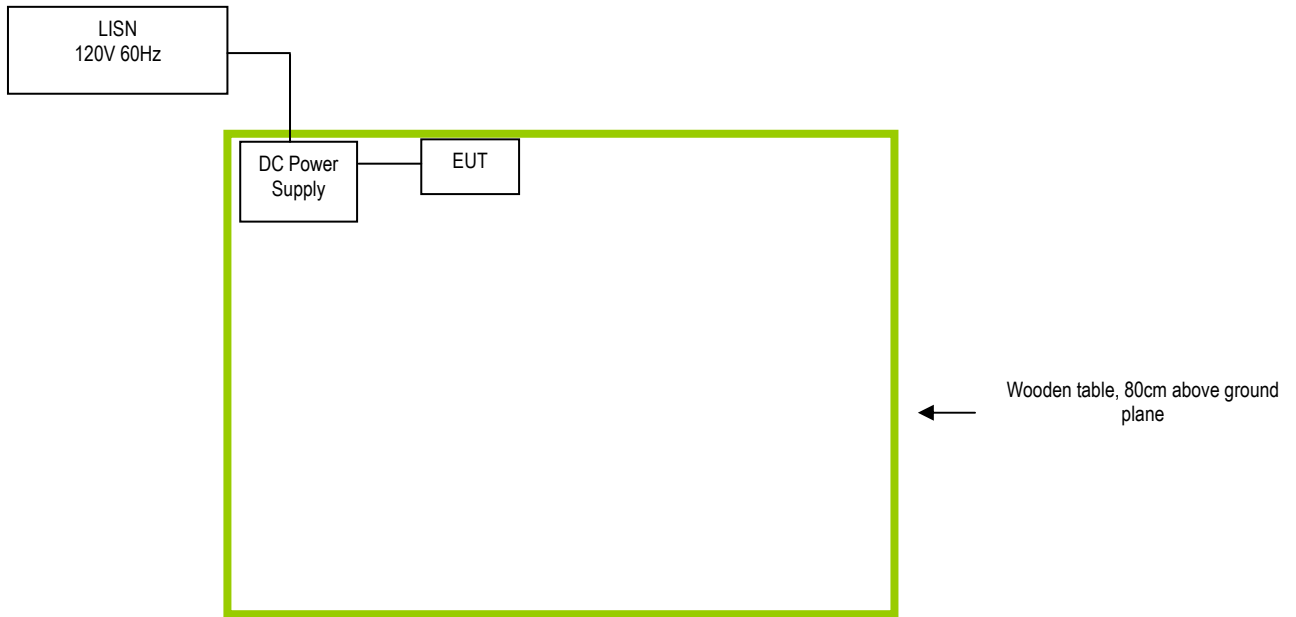 LISN
120V 60Hz
DC Power
Supply
EUT
Wooden table, 80cm above ground
plane